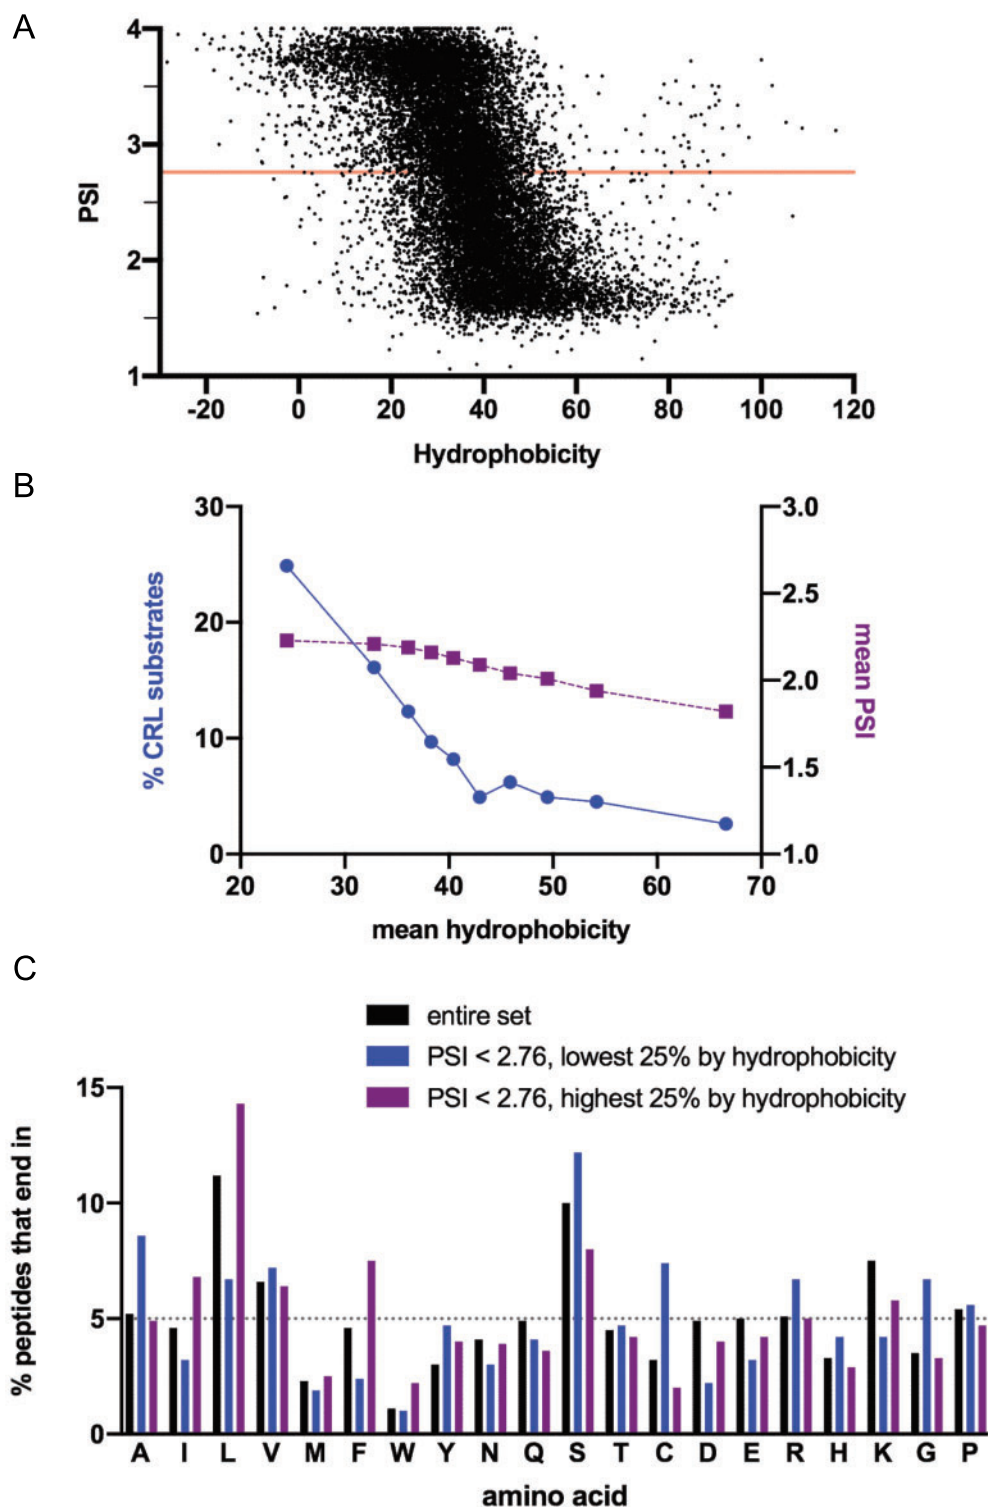 A
PSI
4
3
2
1
-20 0 20 40 60 80 100 120
Hydrophobicity
B
% CRL substrates
mean PSI
30 3.0
2.5
20 2.0
10 1.5
0 1.0
20 30 40 50 60 70
mean hydrophobicity
C
entire set
PSI < 2.76, lowest 25% by hydrophobicity
PSI < 2.76, highest 25% by hydrophobicity
% peptides that end in
15
10
5
0
A I L V M F W Y N Q S T C D E R H K G P
amino acid